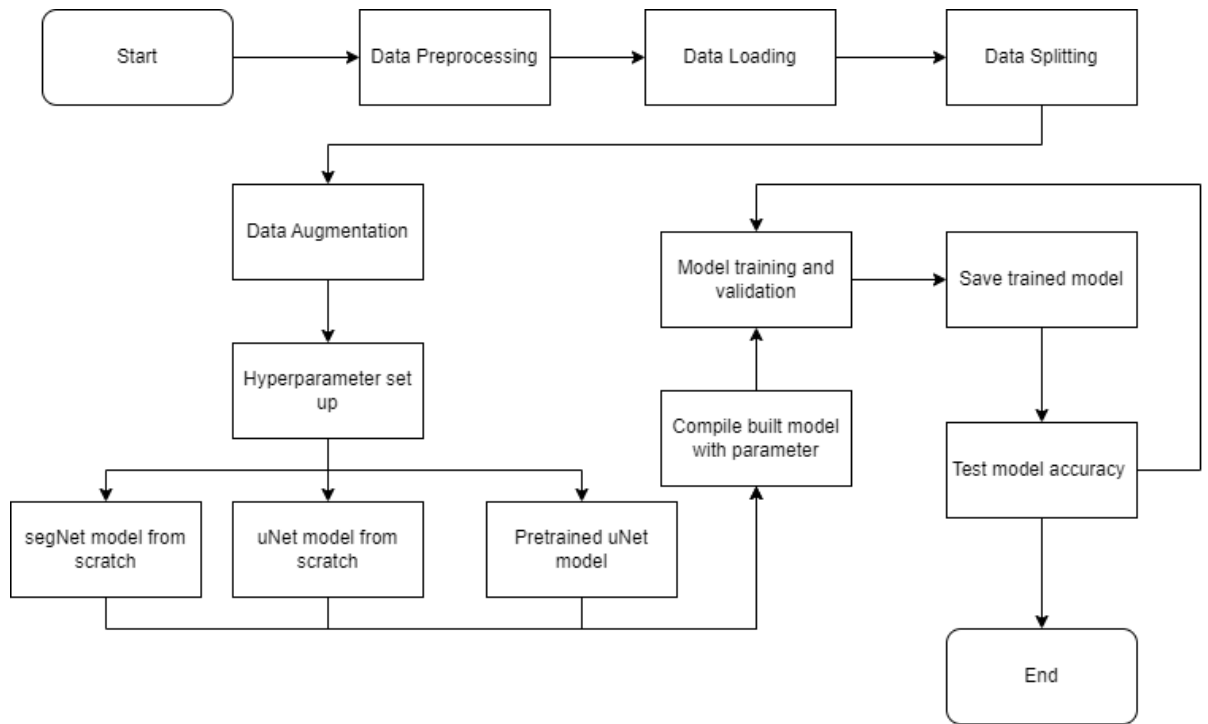 Start
Data Preprocessing
Data Loading
Data Splitting
Data Augmentation
Hyperparameter set
up
segNet model from
scratch
uNet model from
scratch
Pretrained uNet
model
Compile built model
with parameter
Model training and
validation
Save trained model
Test model accuracy
End